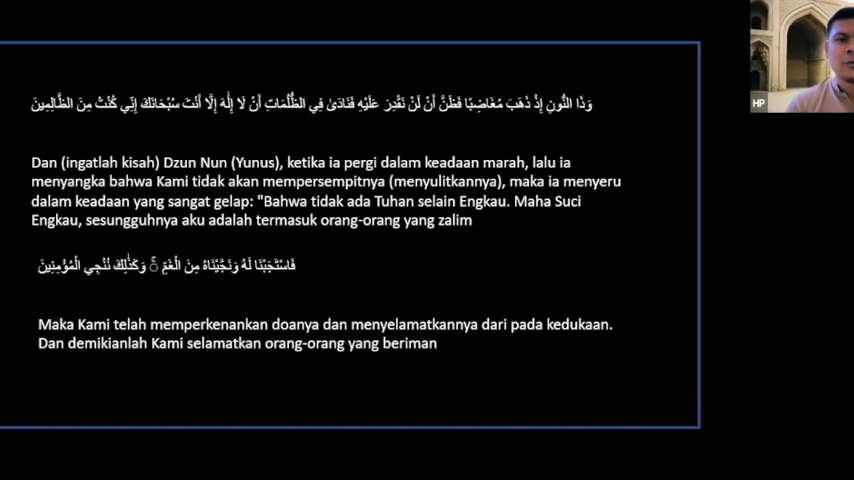 وَذَا النُّونِ إِذْ ذَهَبَ مُغَاضِبًا فَظَنَّ أَنْ لَنْ نَقْدِرَ عَلَيْهِ فَنَادَىٰ فِي الظُّلُمَاتِ أَنْ لَا إِلَٰهَ إِلَّا أَنْتَ سُبْحَانَكَ إِنِّي كُنْتُ مِنَ الظَّالِمِينَ
HP
Dan (ingatlah kisah) Dzun Nun (Yunus), ketika ia pergi dalam keadaan marah, lalu ia
menyangka bahwa Kami tidak akan mempersempitnya (menyulitkannya), maka ia menyeru
dalam keadaan yang sangat gelap: "Bahwa tidak ada Tuhan selain Engkau. Maha Suci
Engkau, sesungguhnya aku adalah termasuk orang-orang yang zalim
فَاسْتَجَبْنَا لَهُ وَنَجَّيْنَاهُ مِنَ الْغَمِّ ۚ وَكَذَٰلِكَ نُنْجِي الْمُؤْمِنِينَ
Maka Kami telah memperkenankan doanya dan menyelamatkannya dari pada kedukaan.
Dan demikianlah Kami selamatkan orang-orang yang beriman